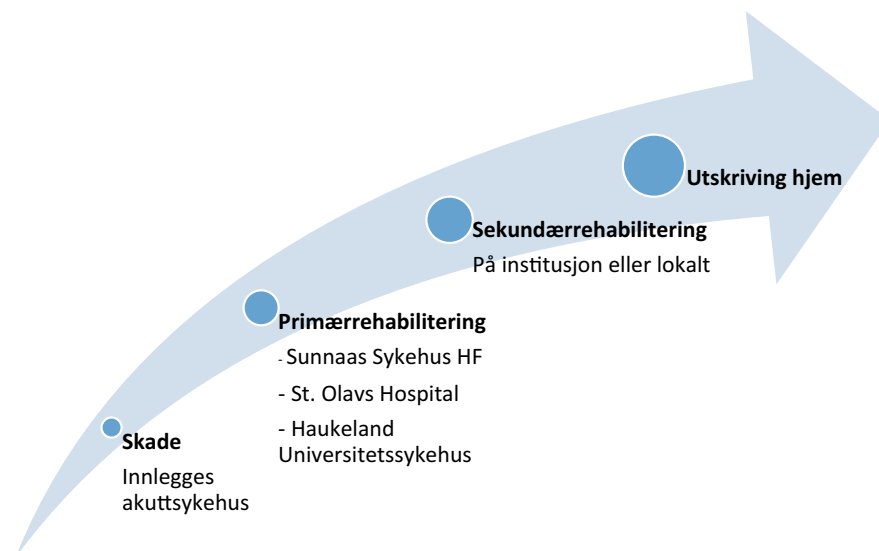 Skade
Innlegges
akuttsykehus
Primærrehabilitering
- Sunnaas Sykehus HF
- St. Olavs Hospital
- Haukeland
Universitetssykehus
Sekundærrehabilitering
På institusjon eller lokalt
Utskriving hjem